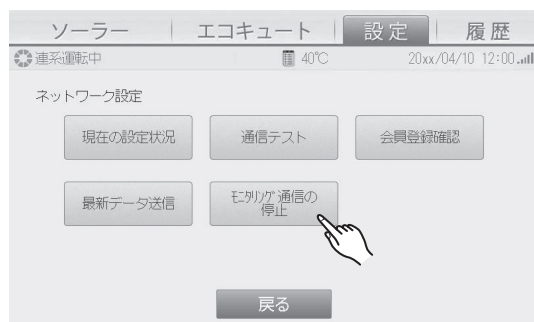 ソーラー エコキュート 設定 履歴
連系運転中 40℃ 20xx/04/10 12:00
ネットワーク設定
現在の設定状況 通信テスト 会員登録確認
最新データ送信 ﾓﾆﾀﾘﾝｸﾞ通信の
停止
戻る